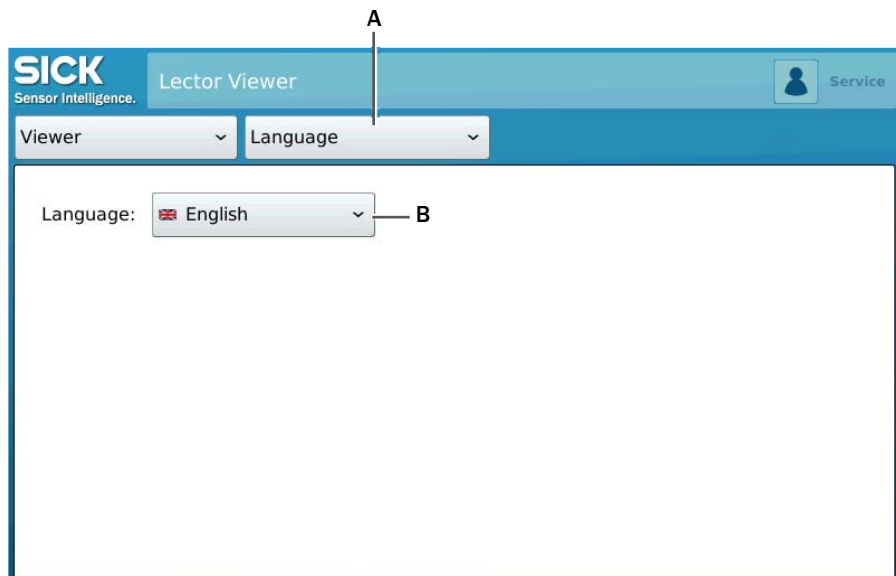 A
SICK
Sensor Intelligence.
Lector Viewer
Service
Viewer
Language
Language:
English
B